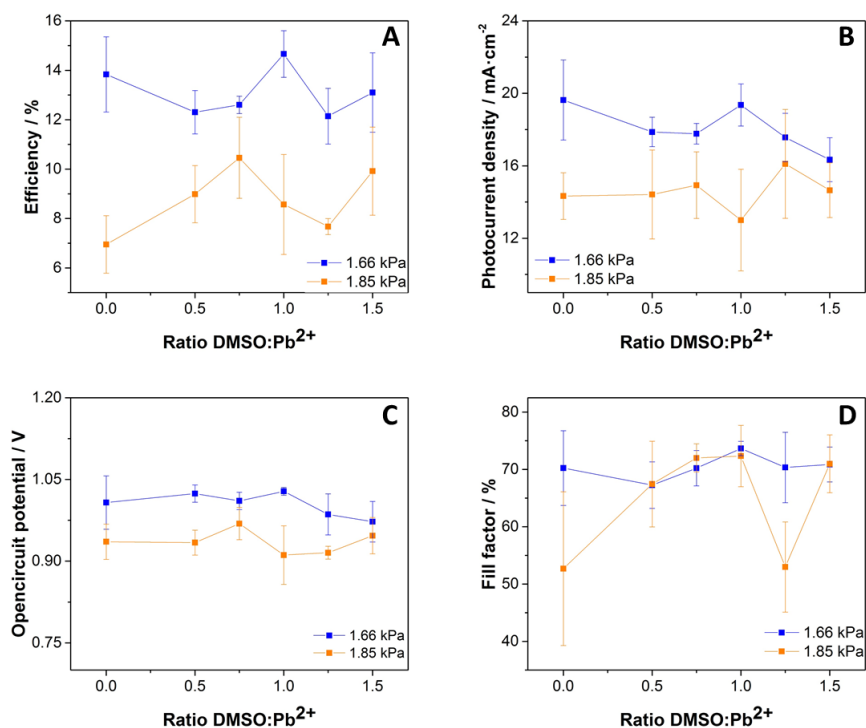 A
16
14
12
10
8
6
Efficiency / %
1.66 kPa
1.85 kPa
0.0 0.5 1.0 1.5
Ratio DMSO:Pb²⁺
B
24
20
16
12
Photocurrent density / mA·cm⁻²
1.66 kPa
1.85 kPa
0.0 0.5 1.0 1.5
Ratio DMSO:Pb²⁺
C
1.20
1.05
0.90
0.75
Opencircuit potential / V
1.66 kPa
1.85 kPa
0.0 0.5 1.0 1.5
Ratio DMSO:Pb²⁺
D
80
70
60
50
40
Fill factor / %
1.66 kPa
1.85 kPa
0.0 0.5 1.0 1.5
Ratio DMSO:Pb²⁺